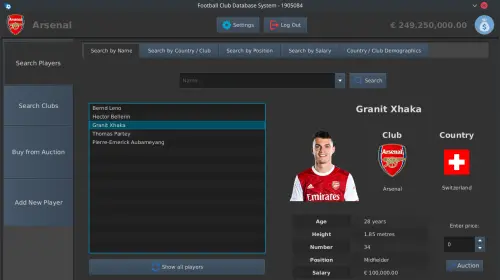 Football Club Database System - 1905084
Arsenal
Settings
Log Out
€ 249,250,000.00
Search Players
Search Clubs
Buy from Auction
Add New Player
Search by Name
Search by Country / Club
Search by Position
Search by Salary
Country / Club Demographics
Name...
Search
Bernd Leno
Hector Bellerin
Granit Xhaka
Thomas Partey
Pierre-Emerick Aubameyang
Show all players
Granit Xhaka
Club
Arsenal
Arsenal
Country
Switzerland
Age 28 years
Height 1.85 metres
Number 34
Position Midfielder
Salary € 100,000.00
Enter price:
0
Auction